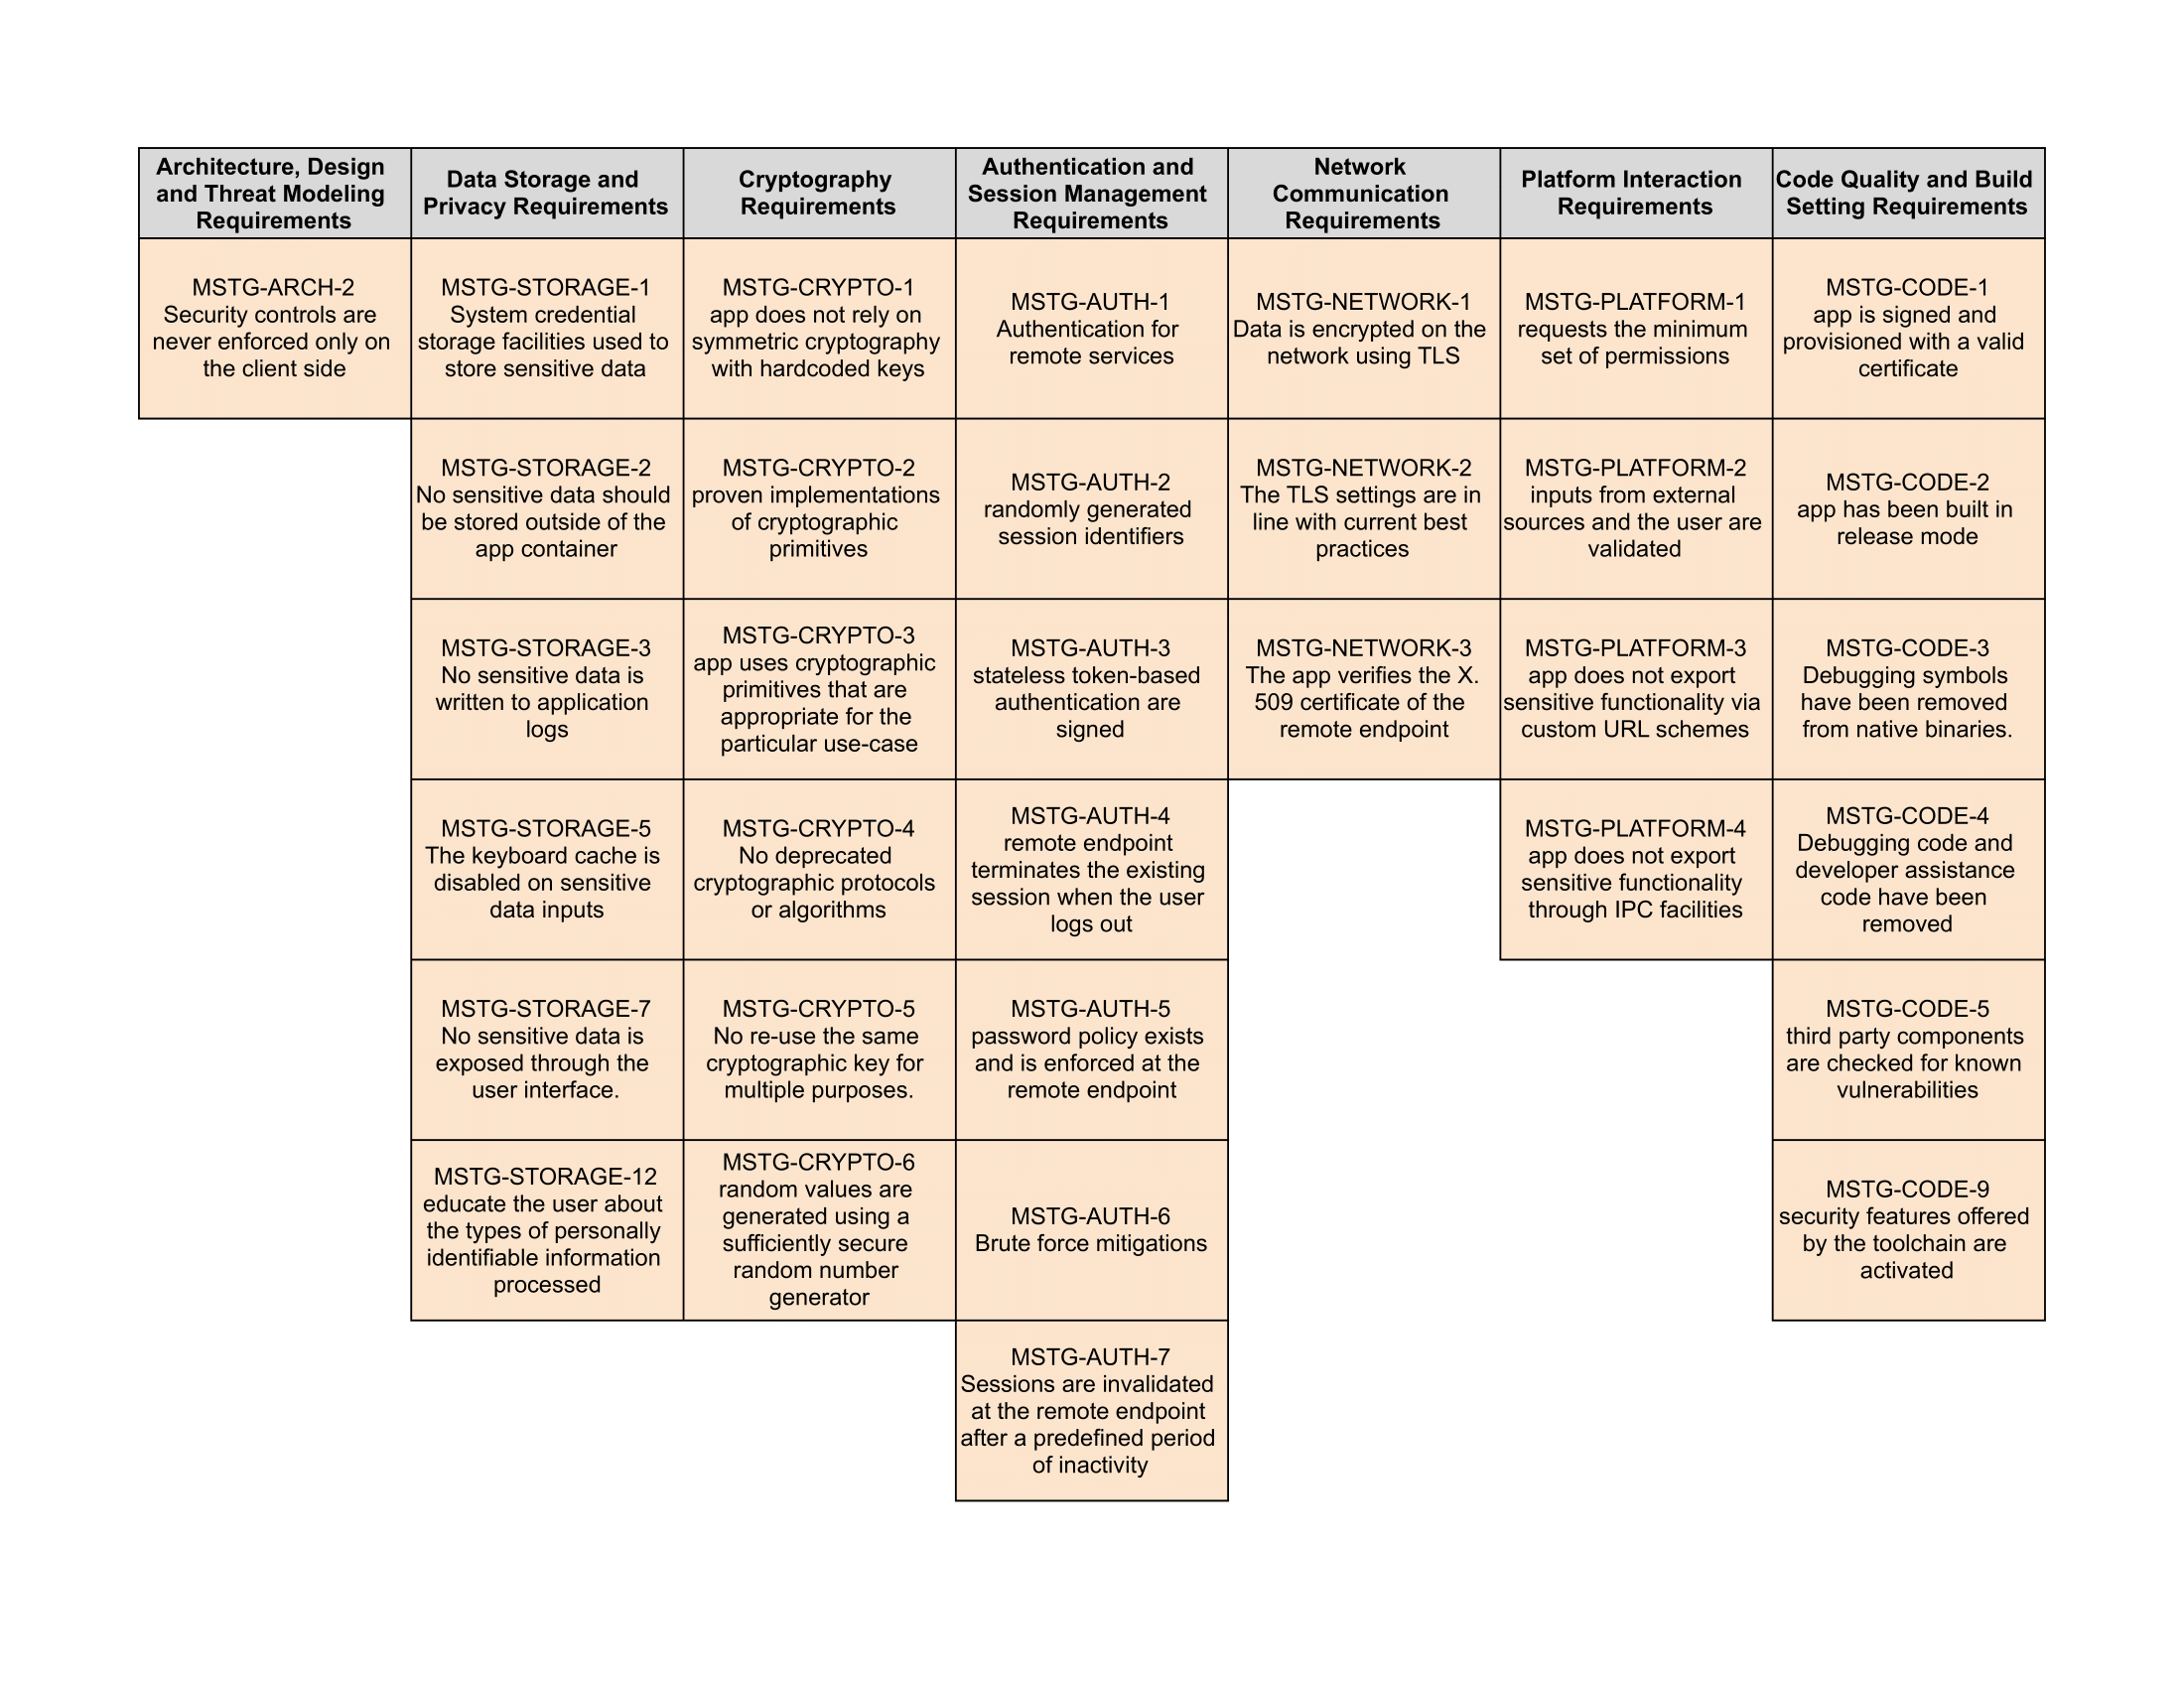 Architecture, Design
and Threat Modeling
Requirements
Data Storage and
Privacy Requirements
Cryptography
Requirements
Authentication and
Session Management
Requirements
Network
Communication
Requirements
Platform Interaction
Requirements
Code Quality and Build
Setting Requirements
MSTG-ARCH-2
Security controls are
never enforced only on
the client side
MSTG-STORAGE-1
System credential
storage facilities used to
store sensitive data
MSTG-CRYPTO-1
app does not rely on
symmetric cryptography
with hardcoded keys
MSTG-AUTH-1
Authentication for
remote services
MSTG-NETWORK-1
Data is encrypted on the
network using TLS
MSTG-PLATFORM-1
requests the minimum
set of permissions
MSTG-CODE-1
app is signed and
provisioned with a valid
certificate
MSTG-STORAGE-2
No sensitive data should
be stored outside of the
app container
MSTG-CRYPTO-2
proven implementations
of cryptographic
primitives
MSTG-AUTH-2
randomly generated
session identifiers
MSTG-NETWORK-2
The TLS settings are in
line with current best
practices
MSTG-PLATFORM-2
inputs from external
sources and the user are
validated
MSTG-CODE-2
app has been built in
release mode
MSTG-STORAGE-3
No sensitive data is
written to application
logs
MSTG-CRYPTO-3
app uses cryptographic
primitives that are
appropriate for the
particular use-case
MSTG-AUTH-3
stateless token-based
authentication are
signed
MSTG-NETWORK-3
The app verifies the X.
509 certificate of the
remote endpoint
MSTG-PLATFORM-3
app does not export
sensitive functionality via
custom URL schemes
MSTG-CODE-3
Debugging symbols
have been removed
from native binaries.
MSTG-STORAGE-5
The keyboard cache is
disabled on sensitive
data inputs
MSTG-CRYPTO-4
No deprecated
cryptographic protocols
or algorithms
MSTG-AUTH-4
remote endpoint
terminates the existing
session when the user
logs out
MSTG-PLATFORM-4
app does not export
sensitive functionality
through IPC facilities
MSTG-CODE-4
Debugging code and
developer assistance
code have been
removed
MSTG-STORAGE-7
No sensitive data is
exposed through the
user interface.
MSTG-CRYPTO-5
No re-use the same
cryptographic key for
multiple purposes.
MSTG-AUTH-5
password policy exists
and is enforced at the
remote endpoint
MSTG-CODE-5
third party components
are checked for known
vulnerabilities
MSTG-STORAGE-12
educate the user about
the types of personally
identifiable information
processed
MSTG-CRYPTO-6
random values are
generated using a
sufficiently secure
random number
generator
MSTG-AUTH-6
Brute force mitigations
MSTG-CODE-9
security features offered
by the toolchain are
activated
MSTG-AUTH-7
Sessions are invalidated
at the remote endpoint
after a predefined period
of inactivity